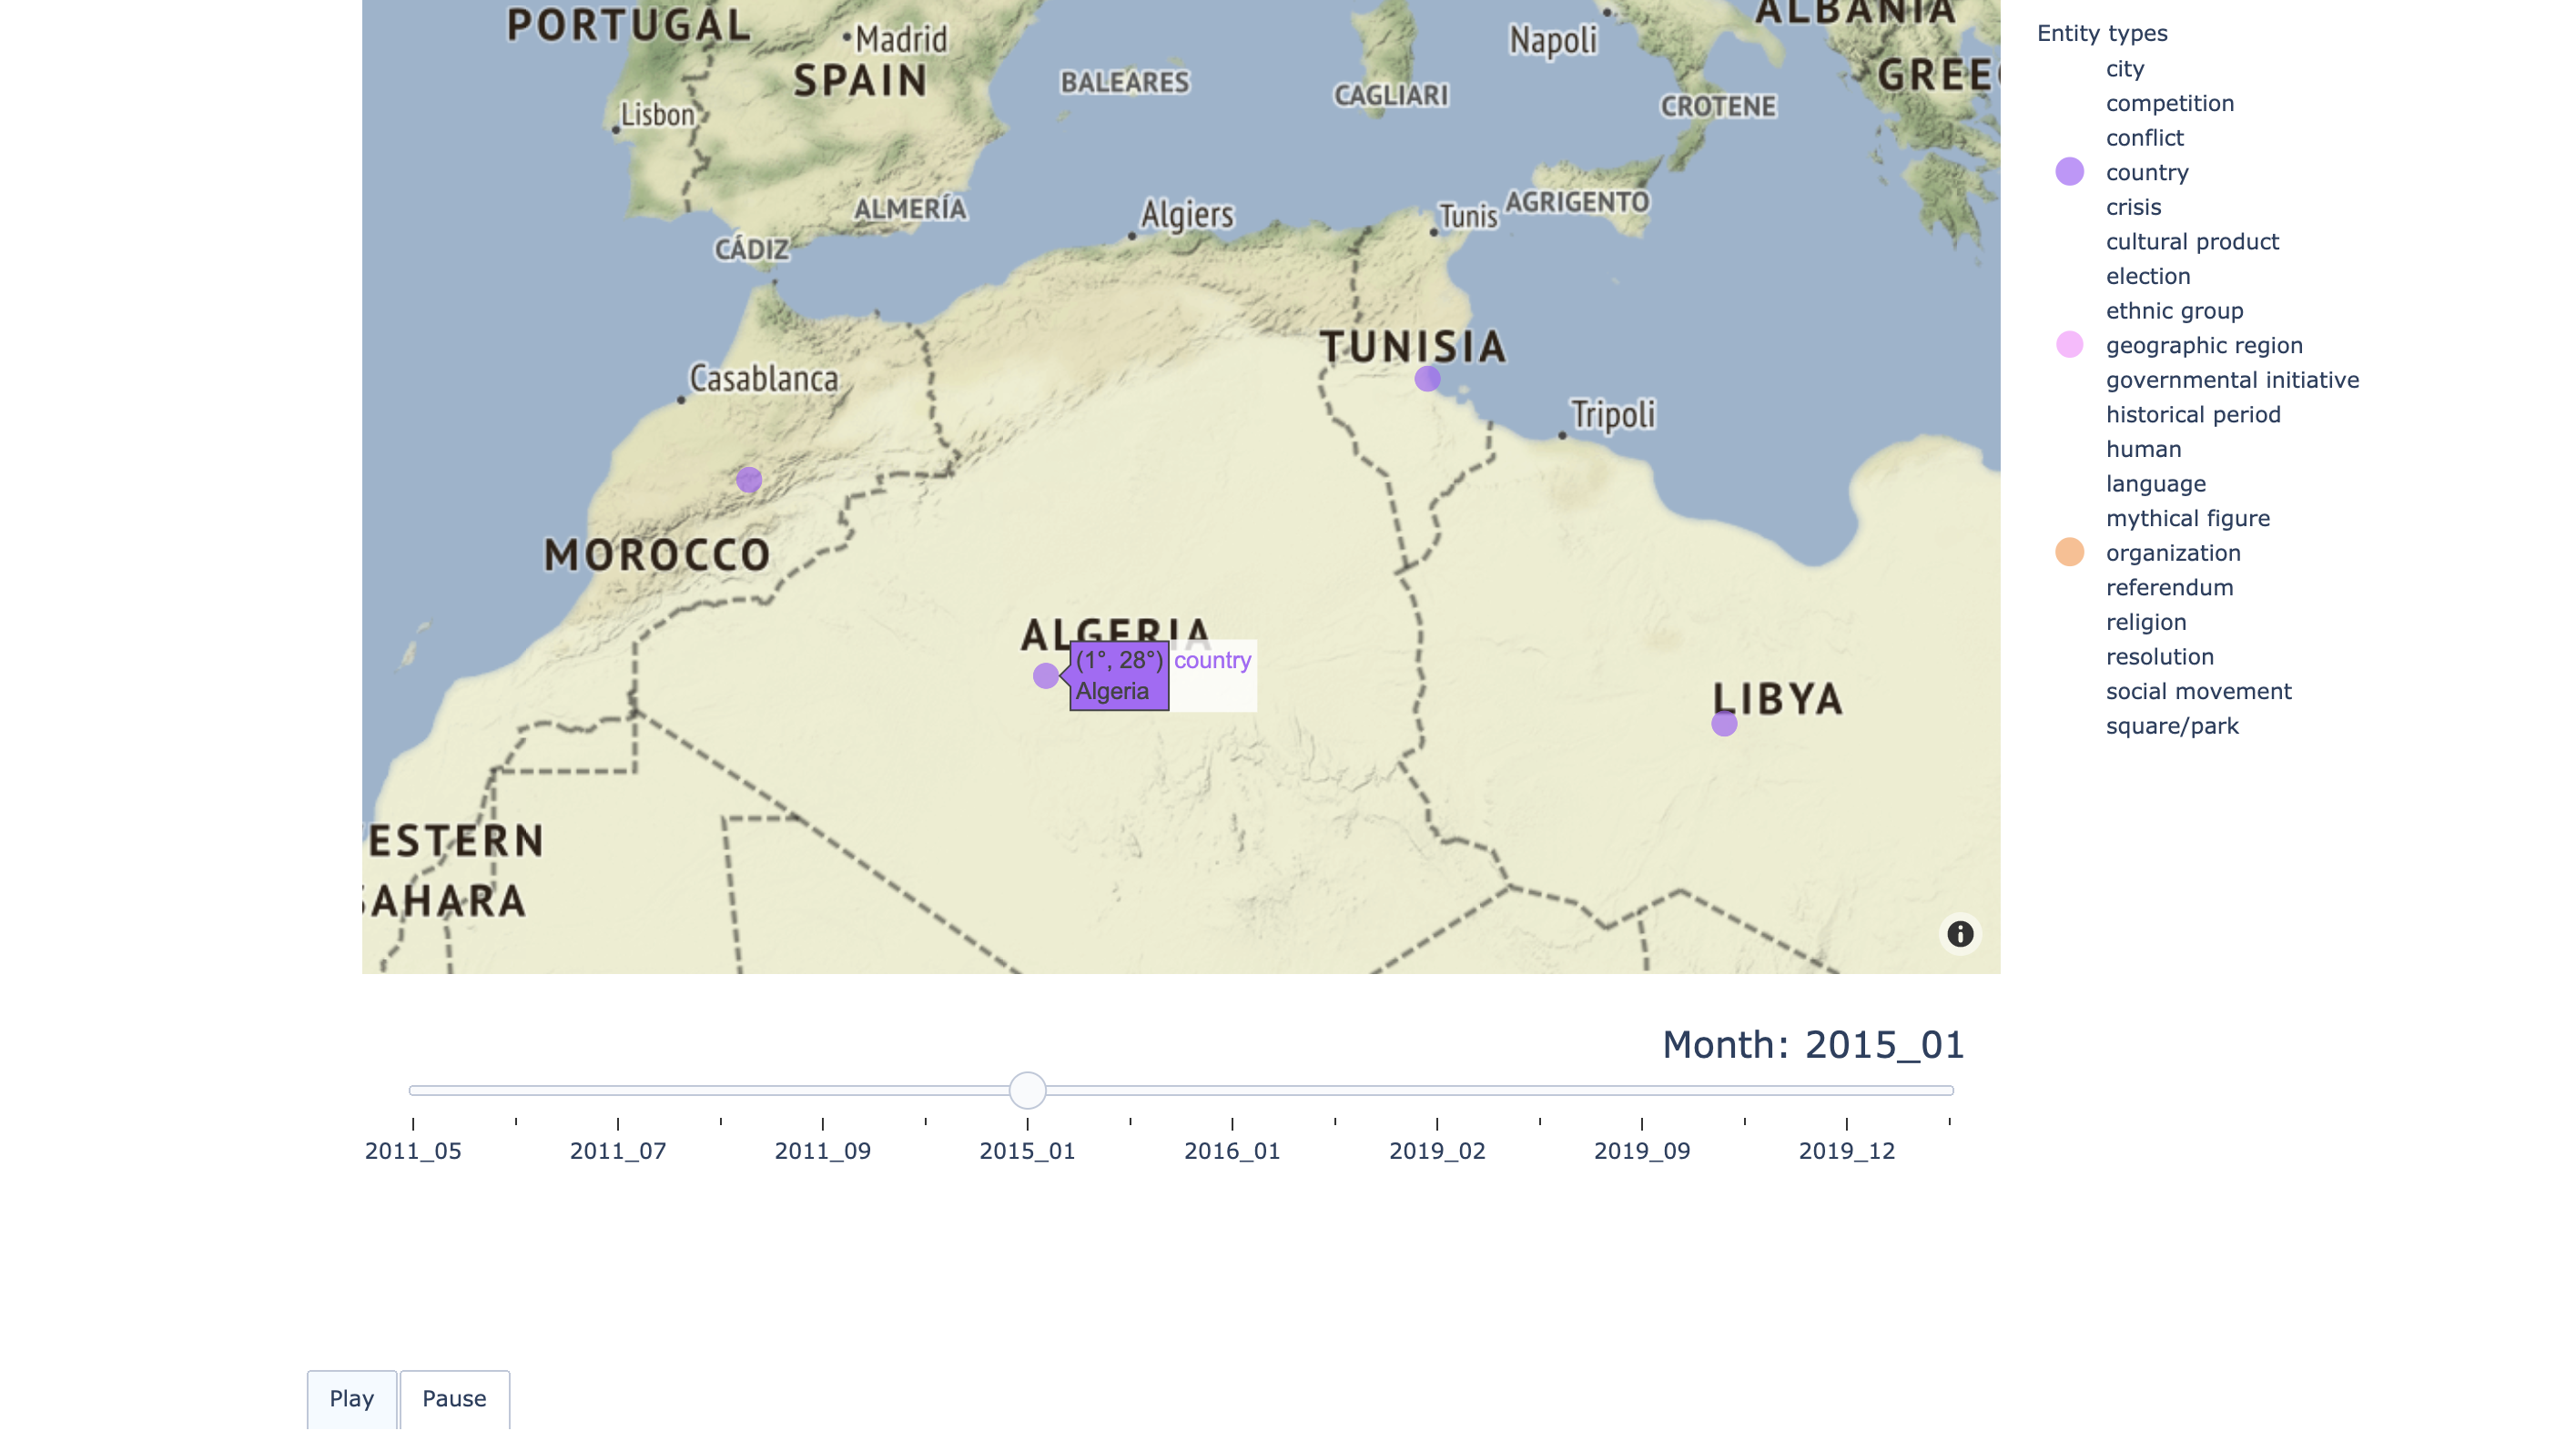 PORTUGAL
Madrid
SPAIN
Lisbon
BALEARES
CAGLIARI
Napoli
CROTENE
ALBANIA
GREE
ALMERÍA
CÁDIZ
Algiers
Tunis
AGRIGENTO
TUNISIA
Casablanca
Tripoli
MOROCCO
ALGERIA
(1°, 28°) country
Algeria
LIBYA
ESTERN
AHARA
Entity types
city
competition
conflict
country
crisis
cultural product
election
ethnic group
geographic region
governmental initiative
historical period
human
language
mythical figure
organization
referendum
religion
resolution
social movement
square/park
Month: 2015_01
2011_05 2011_07 2011_09 2015_01 2016_01 2019_02 2019_09 2019_12
Play Pause